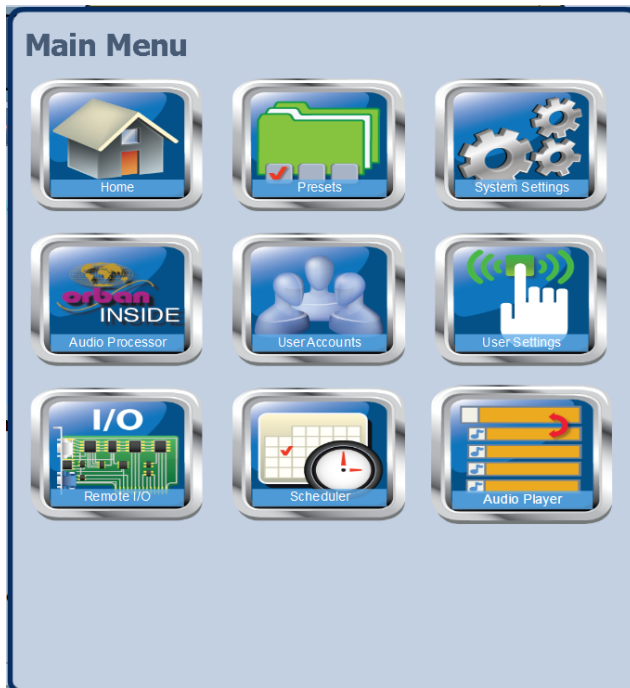 Main Menu
Home
Presets
System Settings
orban
INSIDE
Audio Processor
User Accounts
User Settings
I/O
Remote I/O
Scheduler
Audio Player